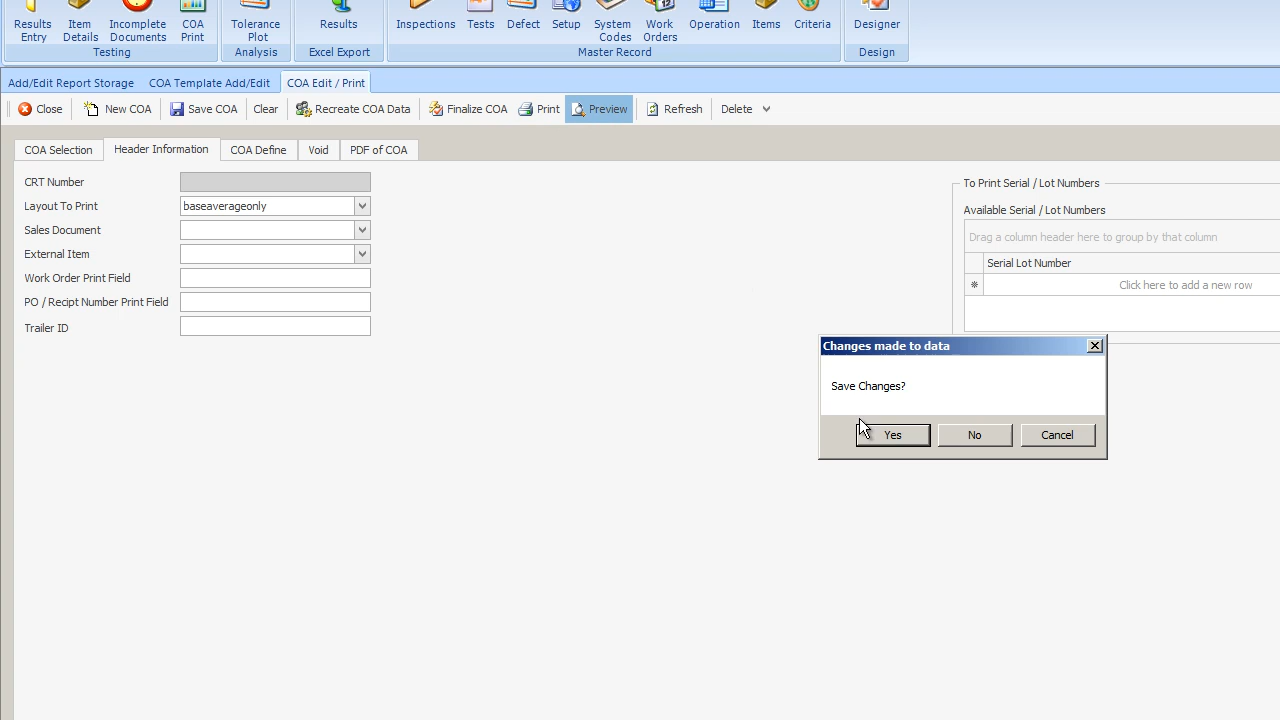 Results Entry
Item Details
Incomplete Documents
COA Print
Testing
Tolerance Plot
Analysis
Results
Excel Export
Inspections
Tests
Defect
Setup
System Codes
Work Orders
Operation
Items
Criteria
Master Record
Designer
Design
Add/Edit Report Storage
COA Template Add/Edit
COA Edit / Print
Close
New COA
Save COA
Clear
Recreate COA Data
Finalize COA
Print
Preview
Refresh
Delete
COA Selection
Header Information
COA Define
Void
PDF of COA
CRT Number
Layout To Print
baseaverageonly
Sales Document
External Item
Work Order Print Field
PO / Recipt Number Print Field
Trailer ID
To Print Serial / Lot Numbers
Available Serial / Lot Numbers
Drag a column header here to group by that column
Serial Lot Number
Click here to add a new row
Changes made to data
Save Changes?
Yes
No
Cancel